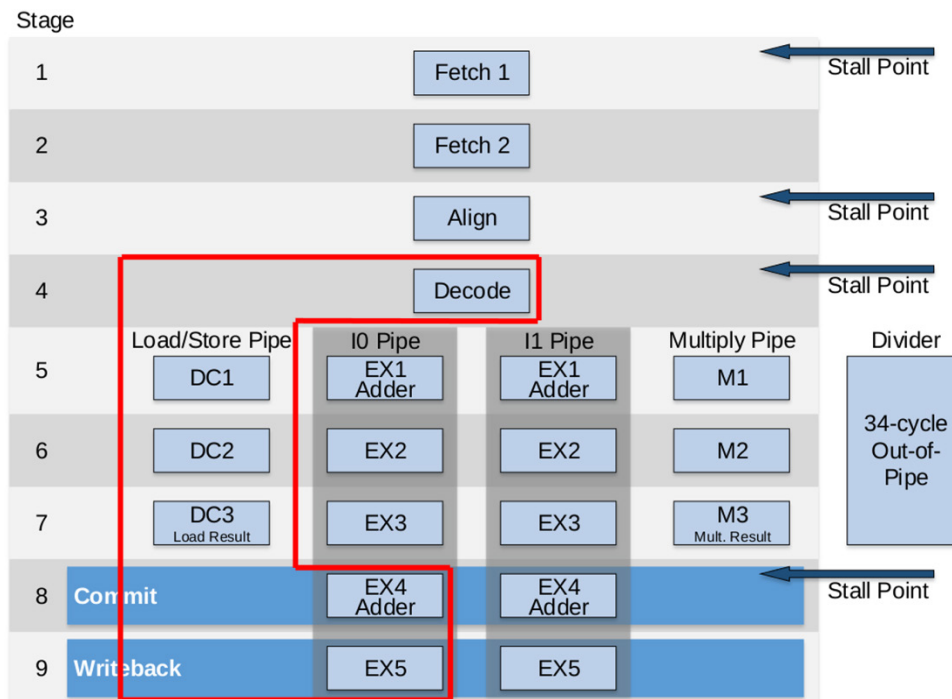 Stage
1
Fetch 1
Stall Point
2
Fetch 2
3
Align
Stall Point
4
Decode
Stall Point
Load/Store Pipe
I0 Pipe
I1 Pipe
Multiply Pipe
Divider
5
DC1
EX1
Adder
EX1
Adder
M1
34-cycle
Out-of-
Pipe
6
DC2
EX2
EX2
M2
7
DC3
Load Result
EX3
EX3
M3
Mult. Result
8
Commit
EX4
Adder
EX4
Adder
Stall Point
9
Writeback
EX5
EX5